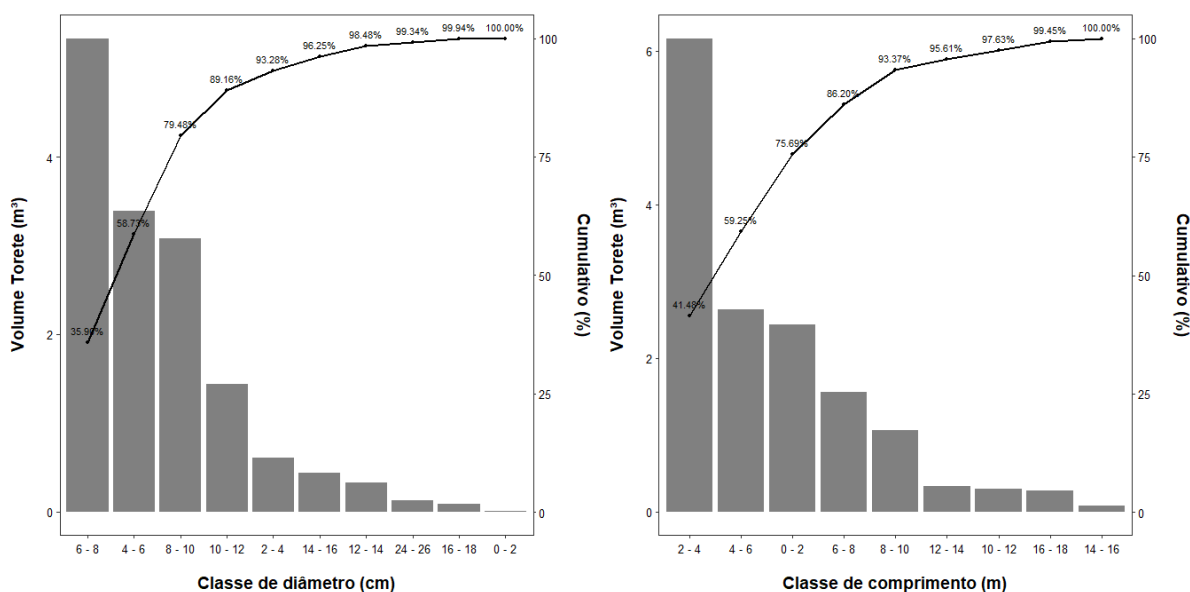 35.90%
58.73%
79.48%
89.16%
93.28%
96.25%
98.48%
99.34%
99.94%
100.00%
0
2
4
0
25
50
75
100
6 - 8
4 - 6
8 - 10
10 - 12
2 - 4
14 - 16
12 - 14
24 - 26
16 - 18
0 - 2
Volume Torete (m³)
Cumulativo (%)
Classe de diâmetro (cm)
41.48%
59.25%
75.69%
86.20%
93.37%
95.61%
97.63%
99.45%
100.00%
0
2
4
6
0
25
50
75
100
2 - 4
4 - 6
0 - 2
6 - 8
8 - 10
12 - 14
10 - 12
16 - 18
14 - 16
Volume Torete (m³)
Cumulativo (%)
Classe de comprimento (m)